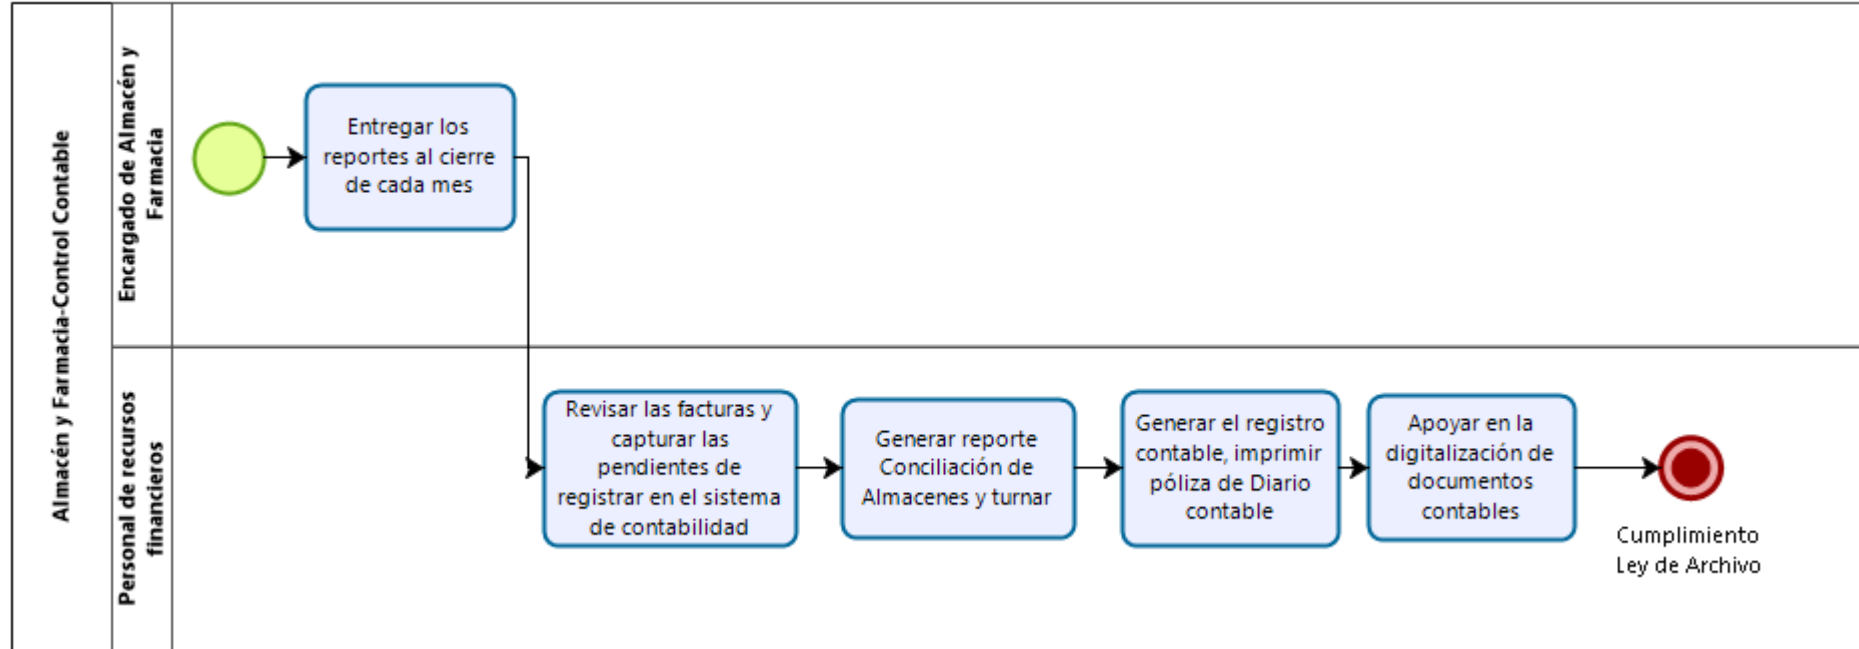 Almacén y Farmacia-Control Contable
Encargado de Almacén y
Farmacia
Entregar los
reportes al cierre
de cada mes
Personal de recursos
financieros
Revisar las facturas y
capturar las
pendientes de
registrar en el sistema
de contabilidad
Generar reporte
Conciliación de
Almacenes y turnar
Generar el registro
contable, imprimir
póliza de Diario
contable
Apoyar en la
digitalización de
documentos
contables
Cumplimiento
Ley de Archivo